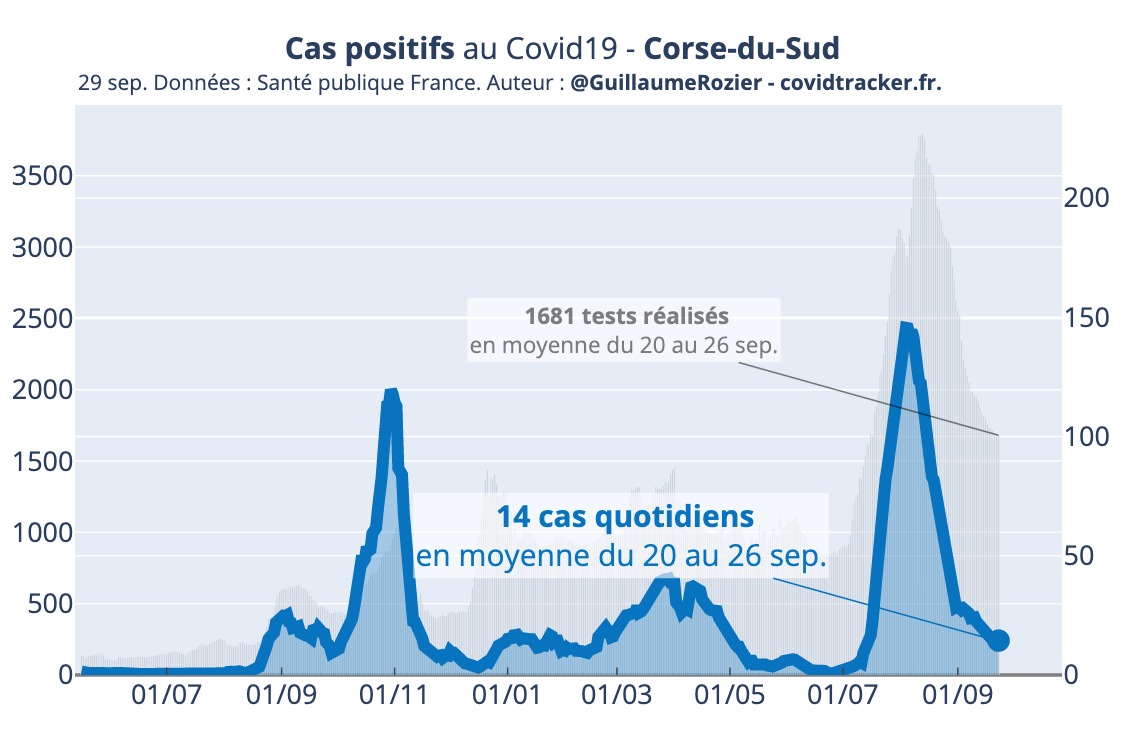 Cas positifs au Covid19 - Corse-du-Sud
29 sep. Données : Santé publique France. Auteur : @GuillaumeRozier - covidtracker.fr.
3500
3000
2500
2000
1500
1000
500
0
200
150
100
50
0
1681 tests réalisés
en moyenne du 20 au 26 sep.
14 cas quotidiens
en moyenne du 20 au 26 sep.
01/07 01/09 01/11 01/01 01/03 01/05 01/07 01/09